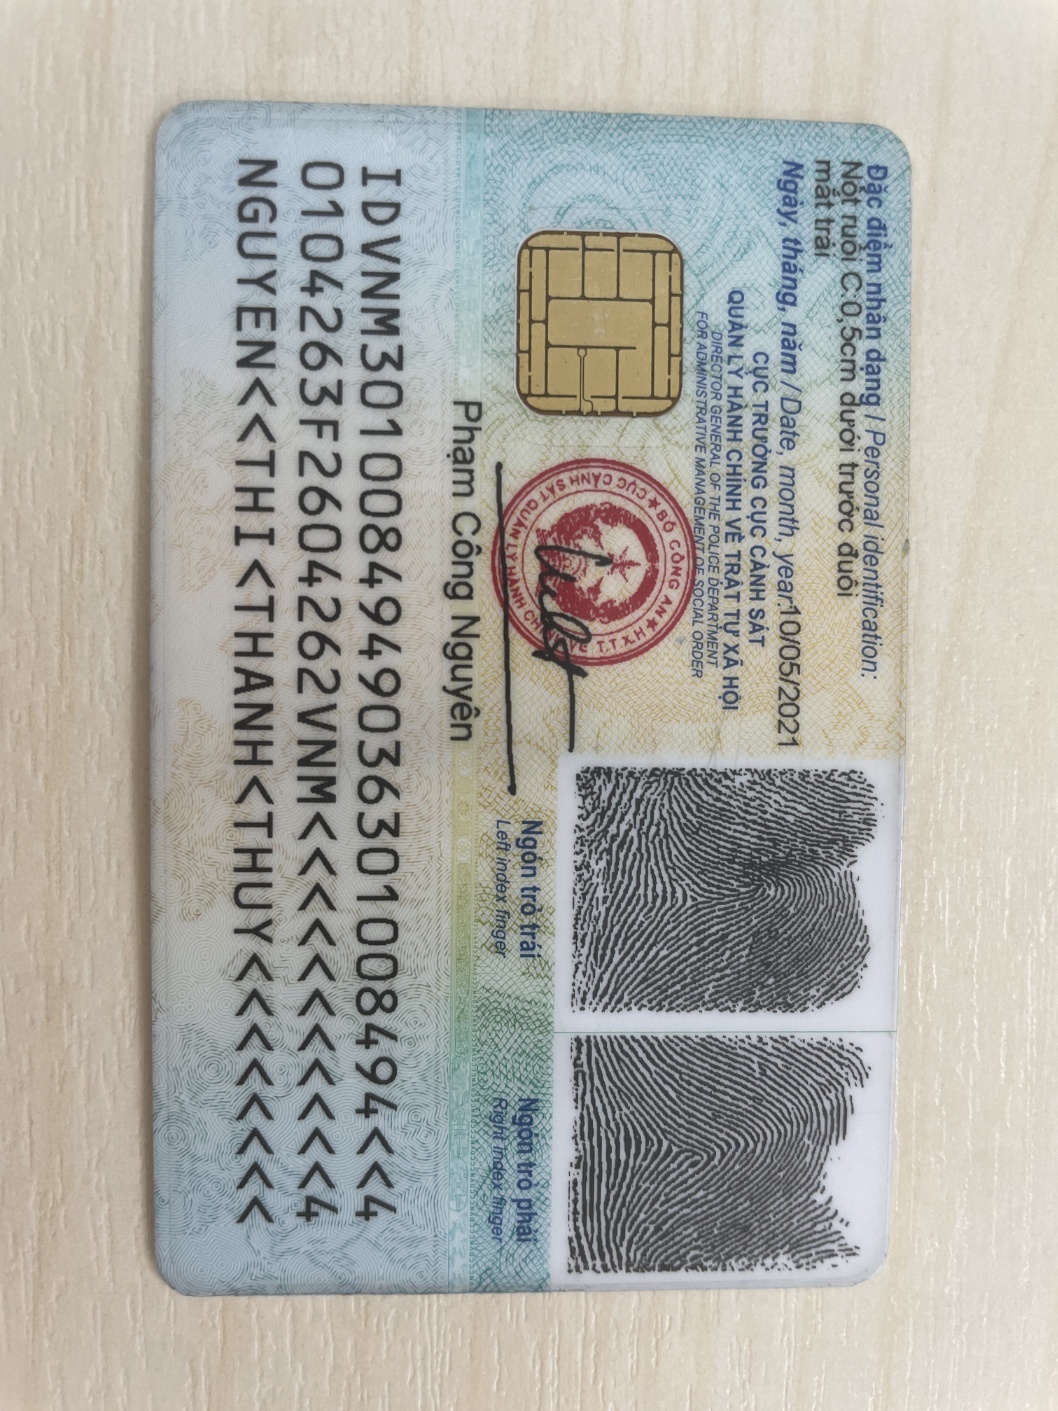 Đặc điểm nhân dạng / Personal identification:
Nốt ruồi C:0,5cm dưới trước đuôi
mắt trái
Ngày, tháng, năm / Date, month, year:10/05/2021
CỤC TRƯỞNG CỤC CẢNH SÁT
QUẢN LÝ HÀNH CHÍNH VỀ TRẬT TỰ XÃ HỘI
DIRECTOR GENERAL OF THE POLICE DEPARTMENT
FOR ADMINISTRATIVE MANAGEMENT OF SOCIAL ORDER
★ BỘ CÔNG AN ★
CỤC CẢNH SÁT QUẢN LÝ HÀNH CHÍNH VỀ T.T.X.H
Phạm Công Nguyên
Ngón trỏ trái
Left index finger
Ngón trỏ phải
Right index finger
IDVNM3010084949036301008494<<4
0104263F2604262VNM<<<<<<<<<<<4
NGUYEN<<THI<THANH<THUY<<<<<<<<